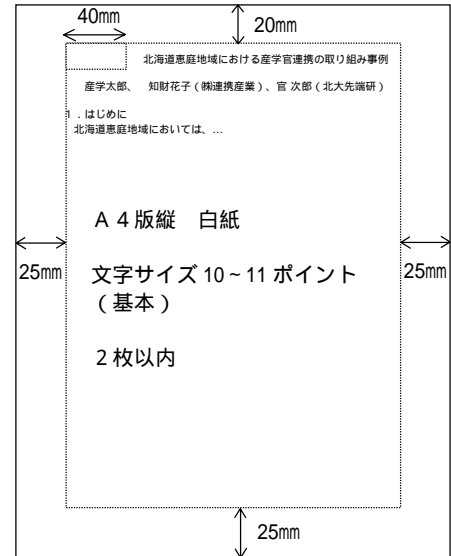 40mm
20mm
北海道恵庭地域における産学官連携の取り組み事例
産学太郎、 知財花子(㈱連携産業)、官 次郎(北大先端研)
1.はじめに
北海道恵庭地域においては、…
A4版縦 白紙
25mm
25mm
文字サイズ 10~11 ポイント
(基本)
2枚以内
25mm